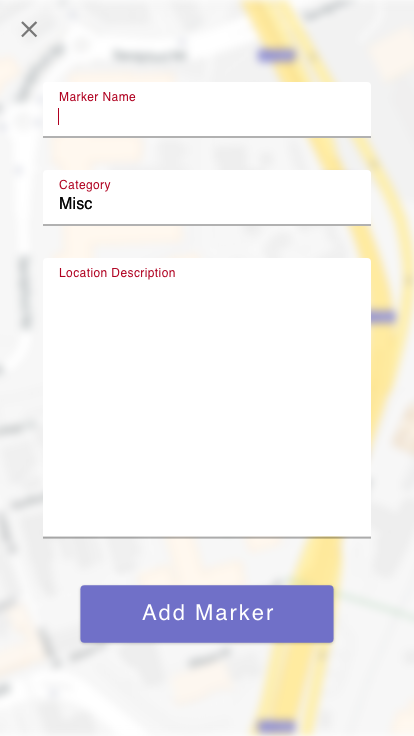 Marker Name
Category
Misc
Location Description
Add Marker